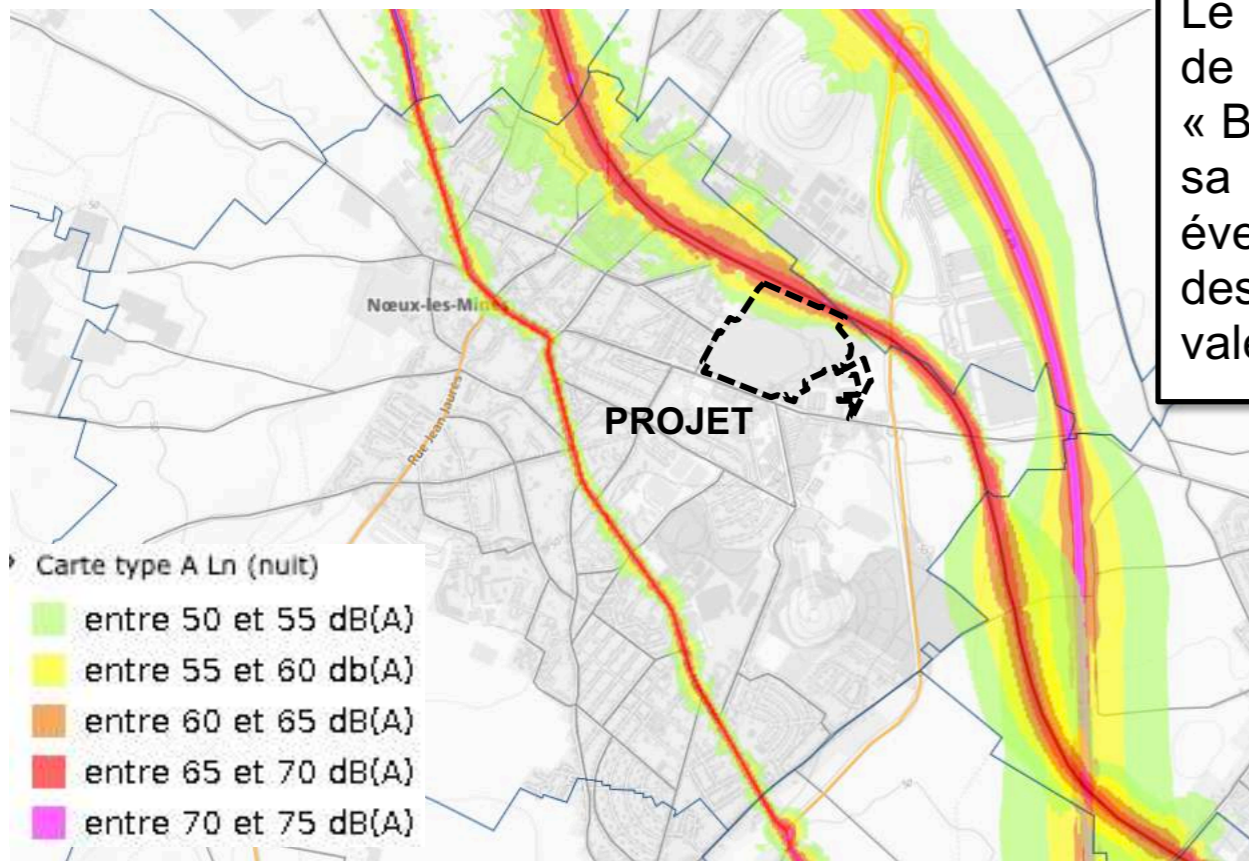 Le
de
« B
sa
éve
des
vale
Nœux-les-Mines
Rue Jean Jaurès
PROJET
Carte type A Ln (nuit)
entre 50 et 55 dB(A)
entre 55 et 60 db(A)
entre 60 et 65 dB(A)
entre 65 et 70 dB(A)
entre 70 et 75 dB(A)